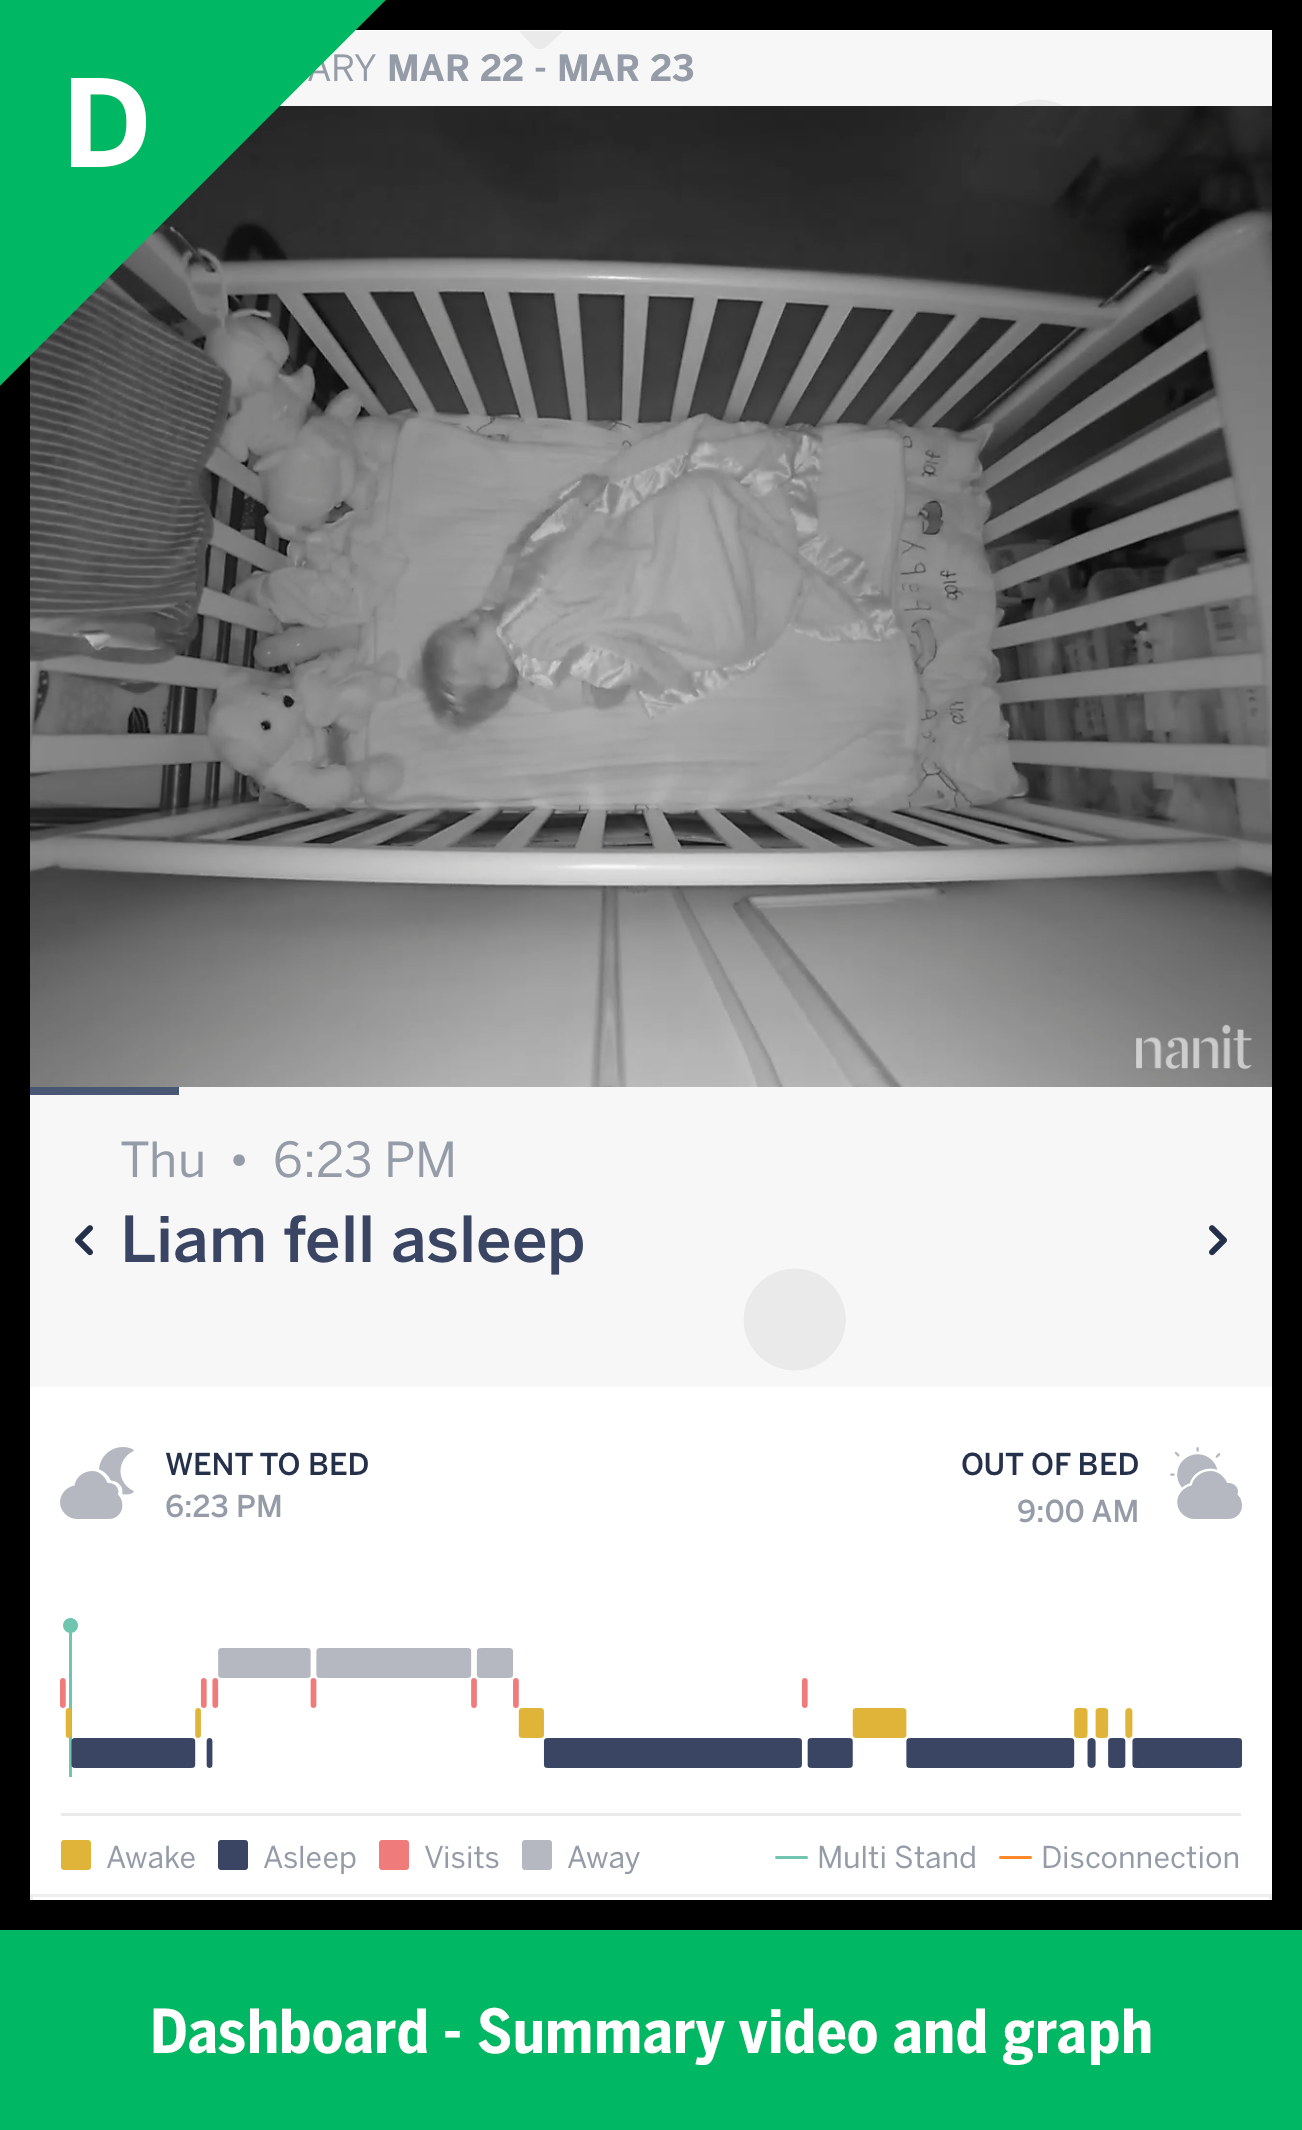 D
ARY MAR 22 - MAR 23
nanit
Thu • 6:23 PM
Liam fell asleep
WENT TO BED
6:23 PM
OUT OF BED
9:00 AM
Awake Asleep Visits Away Multi Stand Disconnection
Dashboard - Summary video and graph